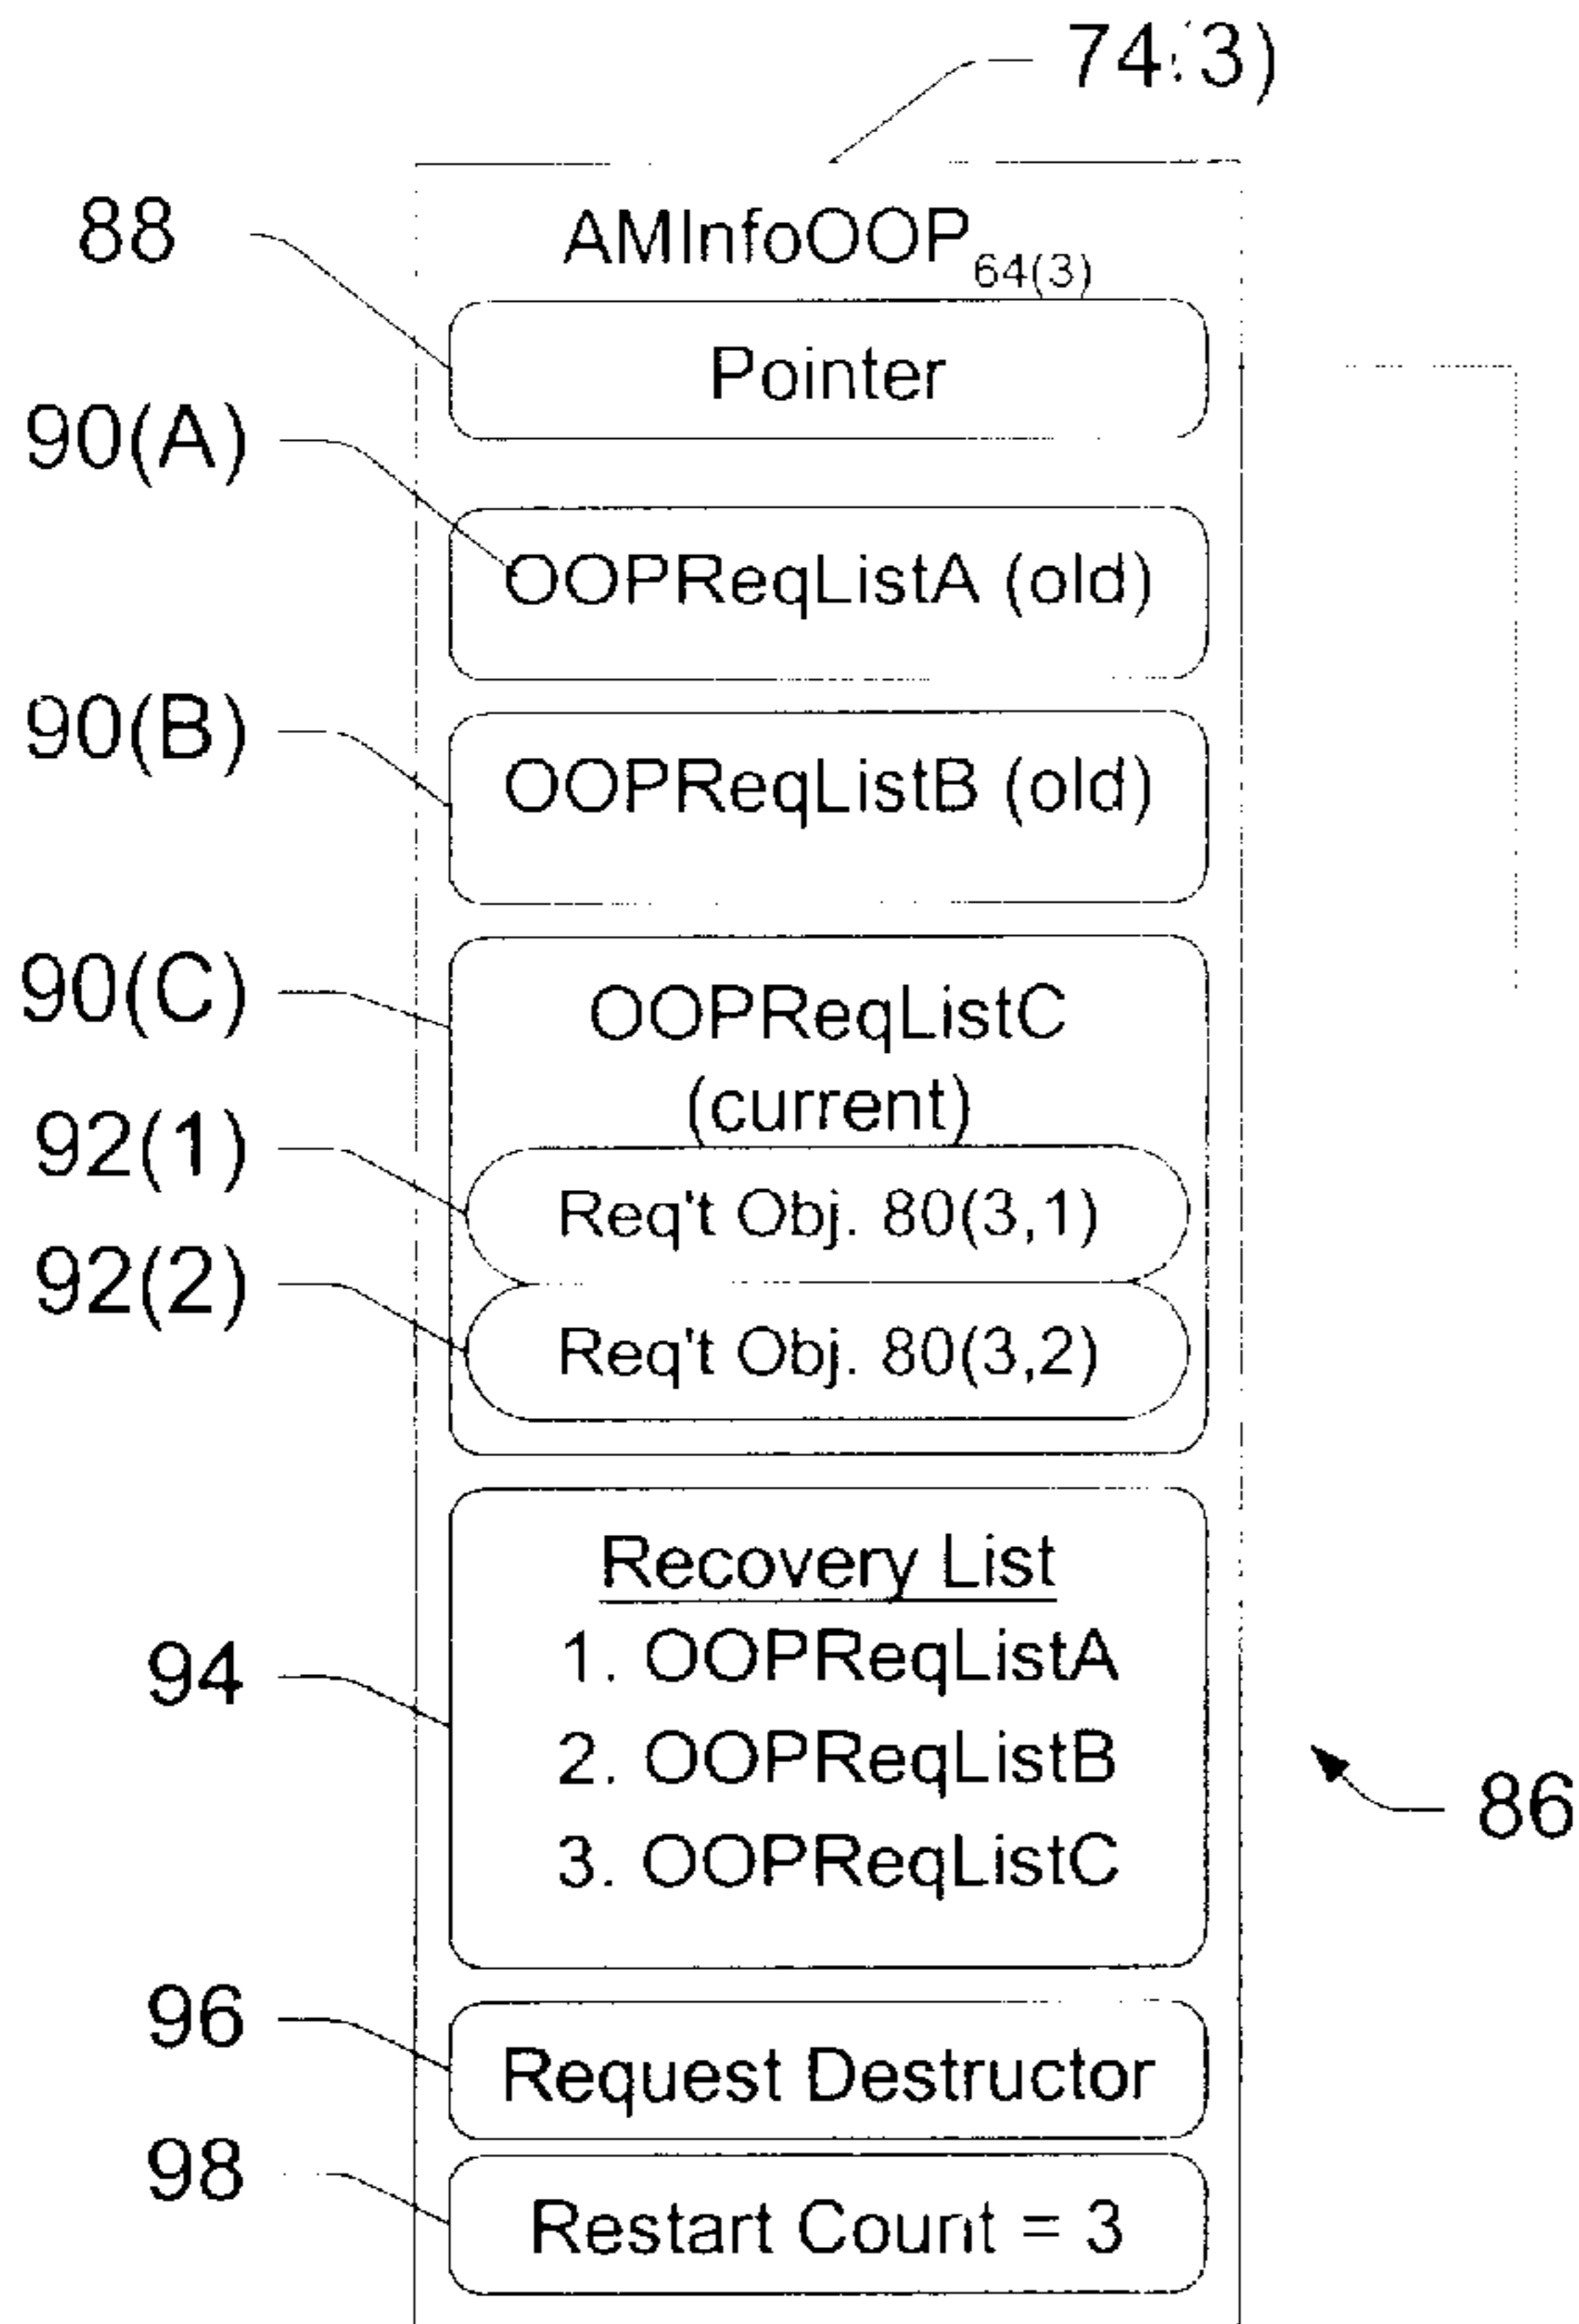 74(3)
88
AMInfoOOP64(3)
Pointer
90(A)
OOPReqListA (old)
90(B)
OOPReqListB (old)
90(C)
OOPReqListC
(current)
92(1)
Req't Obj. 80(3,1)
92(2)
Req't Obj. 80(3,2)
Recovery List
1. OOPReqListA
94
2. OOPReqListB
3. OOPReqListC
86
96
Request Destructor
98
Restart Count = 3